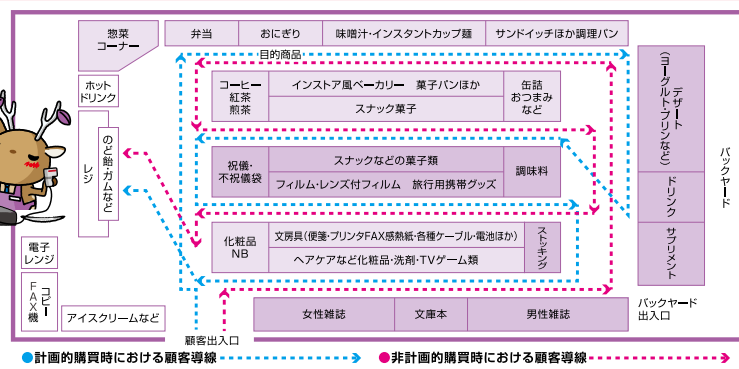 惣菜
コーナー
弁当
おにぎり
味噌汁・インスタントカップ麺
サンドイッチほか調理パン
目的商品
ホット
ドリンク
コーヒー
紅茶
煎茶
インストア風ベーカリー　菓子パンほか
スナック菓子
缶詰
おつまみ
など
デザート
（ヨーグルト・プリンなど）
レジ
のど飴・ガムなど
祝儀・
不祝儀袋
スナックなどの菓子類
フィルム・レンズ付フィルム　旅行用携帯グッズ
調味料
ドリンク
バックヤード
化粧品
NB
文房具（便箋・プリンタFAX感熱紙・各種ケーブル・電池ほか）
ヘアケアなど化粧品・洗剤・TVゲーム類
ストッキング
サプリメント
電子
レンジ
コピー
FAX機
アイスクリームなど
女性雑誌
文庫本
男性雑誌
バックヤード
出入口
顧客出入口
●計画的購買時における顧客導線
●非計画的購買時における顧客導線